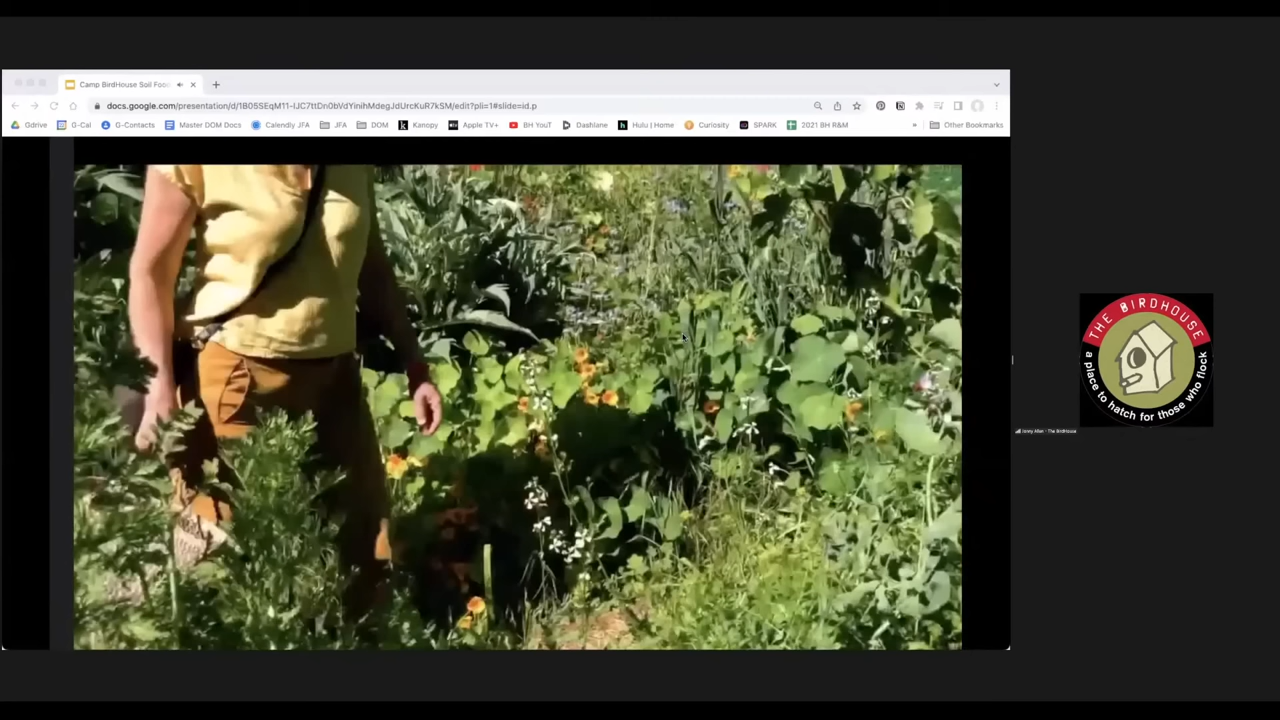 Camp BirdHouse Soil Food
docs.google.com/presentation/d/1B05SEqM11-IJC7ttDn0bVdYinihMdegJdUrcKuR7kSM/edit?pli=1#slide=id.p
Gdrive G-Cal G-Contacts Master DOM Docs Calendly JFA JFA DOM Kanopy Apple TV+ BH YouT Dashlane Hulu | Home Curiosity SPARK 2021 BH R&M » Other Bookmarks
THE BIRDHOUSE
a place to hatch for those who flock